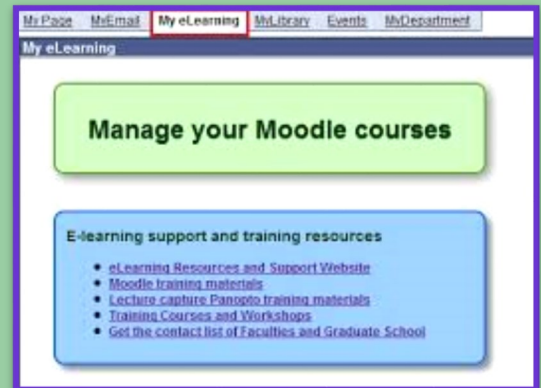 My Page MyEmail My eLearning MyLibrary Events MyDepartment
My eLearning
Manage your Moodle courses
E-learning support and training resources
eLearning Resources and Support Website
Moodle training materials
Lecture capture Panopto training materials
Training Courses and Workshops
Get the contact list of Faculties and Graduate School